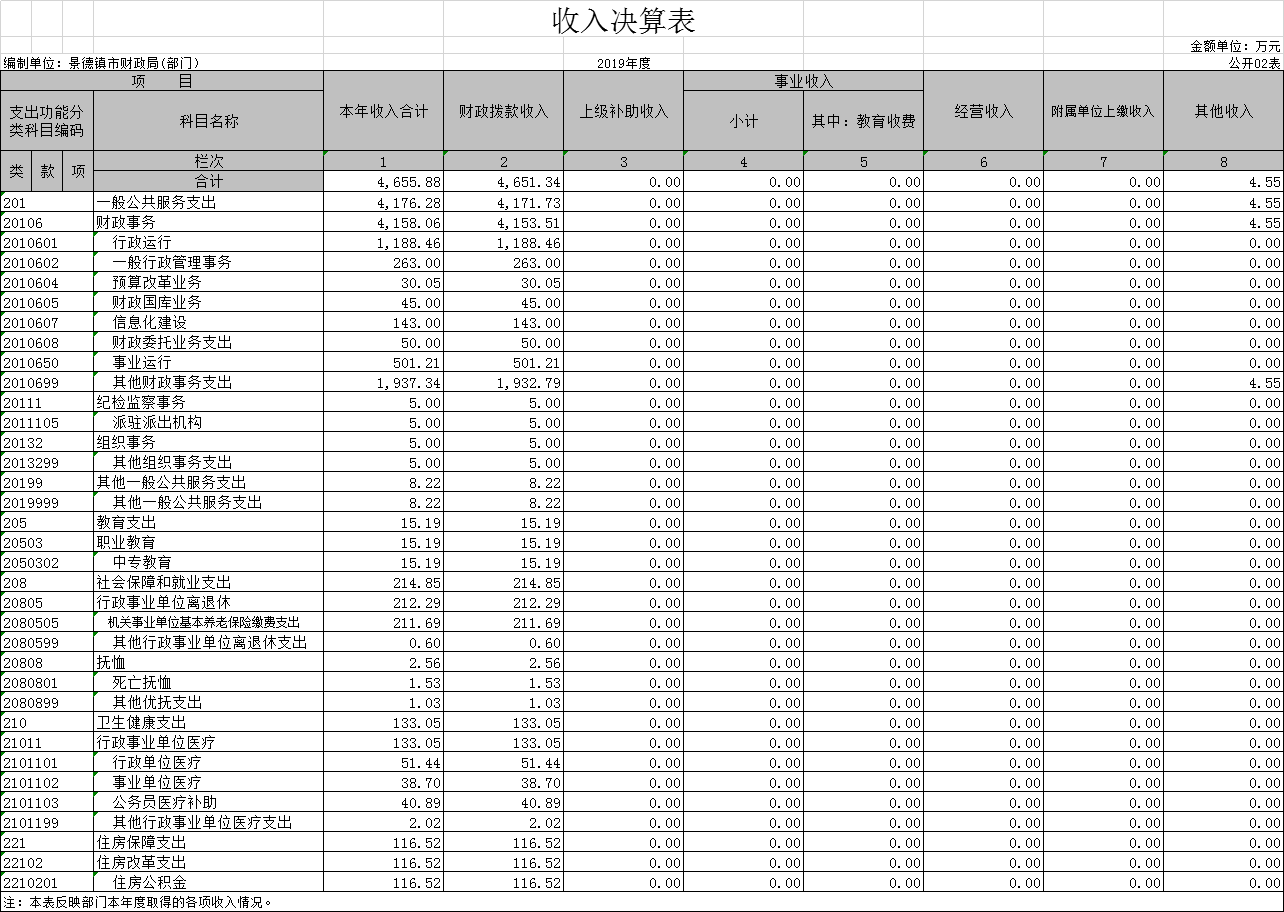 收入决算表
金额单位：万元
编制单位：景德镇市财政局(部门) 2019年度 公开02表
项 目 本年收入合计 财政拨款收入 上级补助收入 事业收入 经营收入 附属单位上缴收入 其他收入
支出功能分类科目编码 科目名称 小计 其中：教育收费
类 款 项 栏次 1 2 3 4 5 6 7 8
合计 4,655.88 4,651.34 0.00 0.00 0.00 0.00 0.00 4.55
201 一般公共服务支出 4,176.28 4,171.73 0.00 0.00 0.00 0.00 0.00 4.55
20106 财政事务 4,158.06 4,153.51 0.00 0.00 0.00 0.00 0.00 4.55
2010601 行政运行 1,188.46 1,188.46 0.00 0.00 0.00 0.00 0.00 0.00
2010602 一般行政管理事务 263.00 263.00 0.00 0.00 0.00 0.00 0.00 0.00
2010604 预算改革业务 30.05 30.05 0.00 0.00 0.00 0.00 0.00 0.00
2010605 财政国库业务 45.00 45.00 0.00 0.00 0.00 0.00 0.00 0.00
2010607 信息化建设 143.00 143.00 0.00 0.00 0.00 0.00 0.00 0.00
2010608 财政委托业务支出 50.00 50.00 0.00 0.00 0.00 0.00 0.00 0.00
2010650 事业运行 501.21 501.21 0.00 0.00 0.00 0.00 0.00 0.00
2010699 其他财政事务支出 1,937.34 1,932.79 0.00 0.00 0.00 0.00 0.00 4.55
20111 纪检监察事务 5.00 5.00 0.00 0.00 0.00 0.00 0.00 0.00
2011105 派驻派出机构 5.00 5.00 0.00 0.00 0.00 0.00 0.00 0.00
20132 组织事务 5.00 5.00 0.00 0.00 0.00 0.00 0.00 0.00
2013299 其他组织事务支出 5.00 5.00 0.00 0.00 0.00 0.00 0.00 0.00
20199 其他一般公共服务支出 8.22 8.22 0.00 0.00 0.00 0.00 0.00 0.00
2019999 其他一般公共服务支出 8.22 8.22 0.00 0.00 0.00 0.00 0.00 0.00
205 教育支出 15.19 15.19 0.00 0.00 0.00 0.00 0.00 0.00
20503 职业教育 15.19 15.19 0.00 0.00 0.00 0.00 0.00 0.00
2050302 中专教育 15.19 15.19 0.00 0.00 0.00 0.00 0.00 0.00
208 社会保障和就业支出 214.85 214.85 0.00 0.00 0.00 0.00 0.00 0.00
20805 行政事业单位离退休 212.29 212.29 0.00 0.00 0.00 0.00 0.00 0.00
2080505 机关事业单位基本养老保险缴费支出 211.69 211.69 0.00 0.00 0.00 0.00 0.00 0.00
2080599 其他行政事业单位离退休支出 0.60 0.60 0.00 0.00 0.00 0.00 0.00 0.00
20808 抚恤 2.56 2.56 0.00 0.00 0.00 0.00 0.00 0.00
2080801 死亡抚恤 1.53 1.53 0.00 0.00 0.00 0.00 0.00 0.00
2080899 其他优抚支出 1.03 1.03 0.00 0.00 0.00 0.00 0.00 0.00
210 卫生健康支出 133.05 133.05 0.00 0.00 0.00 0.00 0.00 0.00
21011 行政事业单位医疗 133.05 133.05 0.00 0.00 0.00 0.00 0.00 0.00
2101101 行政单位医疗 51.44 51.44 0.00 0.00 0.00 0.00 0.00 0.00
2101102 事业单位医疗 38.70 38.70 0.00 0.00 0.00 0.00 0.00 0.00
2101103 公务员医疗补助 40.89 40.89 0.00 0.00 0.00 0.00 0.00 0.00
2101199 其他行政事业单位医疗支出 2.02 2.02 0.00 0.00 0.00 0.00 0.00 0.00
221 住房保障支出 116.52 116.52 0.00 0.00 0.00 0.00 0.00 0.00
22102 住房改革支出 116.52 116.52 0.00 0.00 0.00 0.00 0.00 0.00
2210201 住房公积金 116.52 116.52 0.00 0.00 0.00 0.00 0.00 0.00
注：本表反映部门本年度取得的各项收入情况。